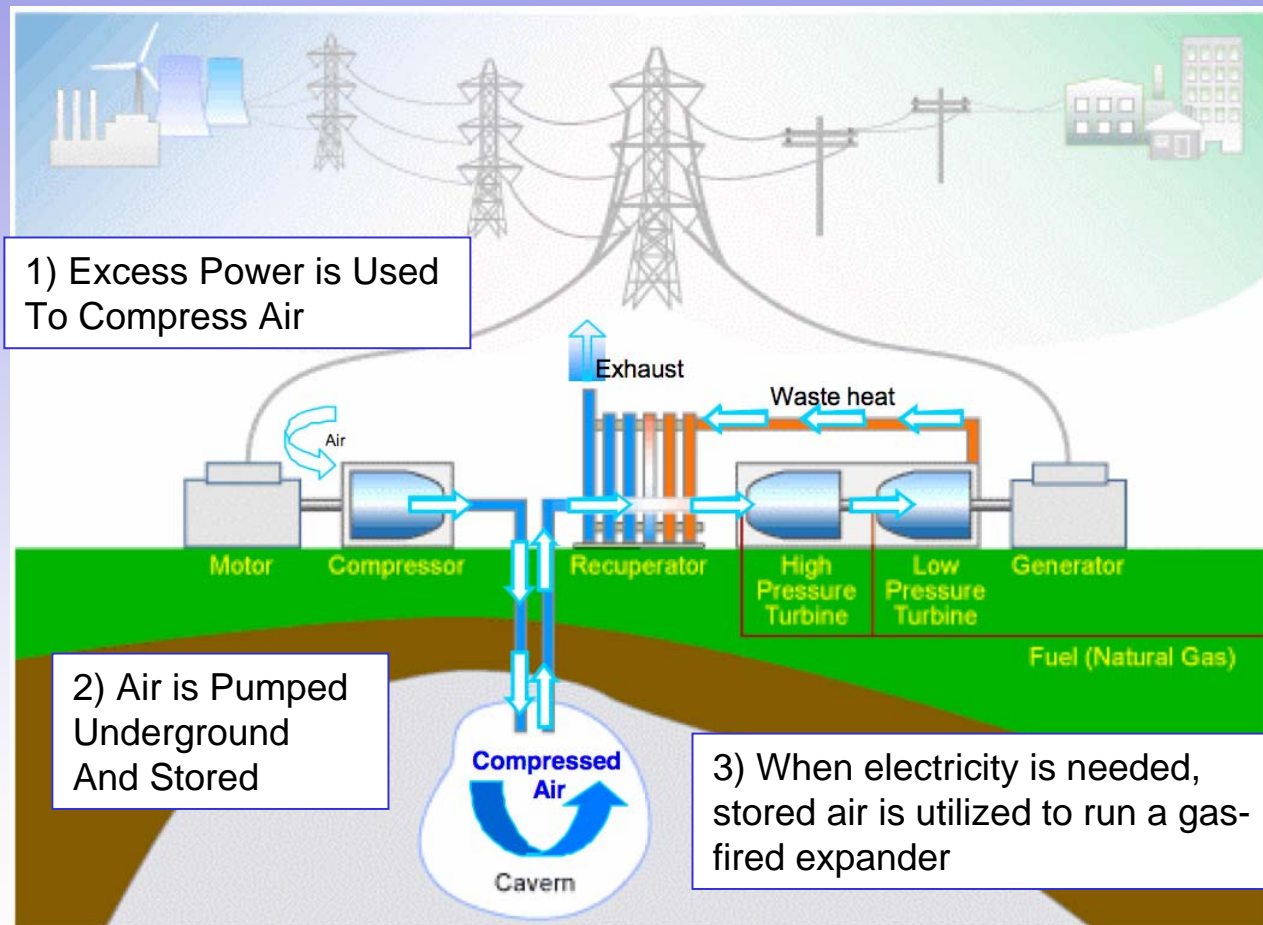 1) Excess Power is Used
To Compress Air
Exhaust
Waste heat
Air
Motor
Compressor
Recuperator
High
Pressure
Turbine
Low
Pressure
Turbine
Generator
Fuel (Natural Gas)
2) Air is Pumped
Underground
And Stored
Compressed
Air
Cavern
3) When electricity is needed,
stored air is utilized to run a gas-
fired expander